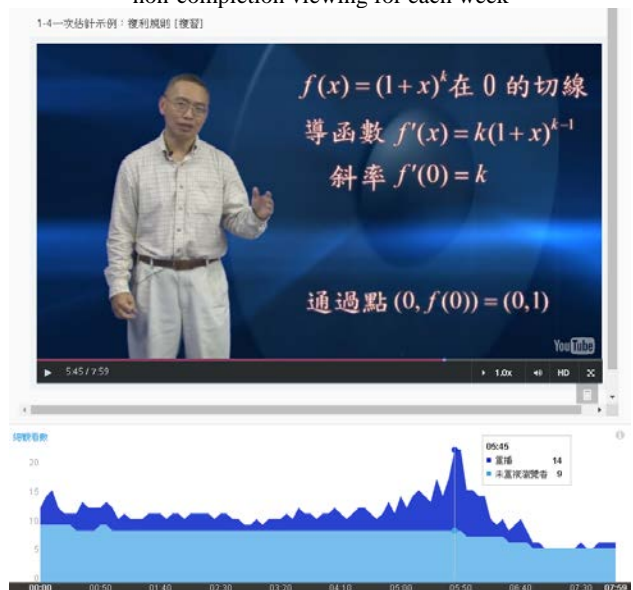 non-completion viewing for each week
1-4一次估計示例：複利規則 [複習]
f(x)=(1+x)^k在 0 的切線
導函數 f'(x)=k(1+x)^{k-1}
斜率 f'(0)=k
通過點 (0, f(0))=(0,1)
YouTube
5:45 / 7:59
1.0x
HD
總觀看數
05:45
重播 14
未重複瀏覽者 9
20
15
10
5
0
00:00 00:50 01:40 02:30 03:20 04:10 05:00 05:50 06:40 07:30 07:59